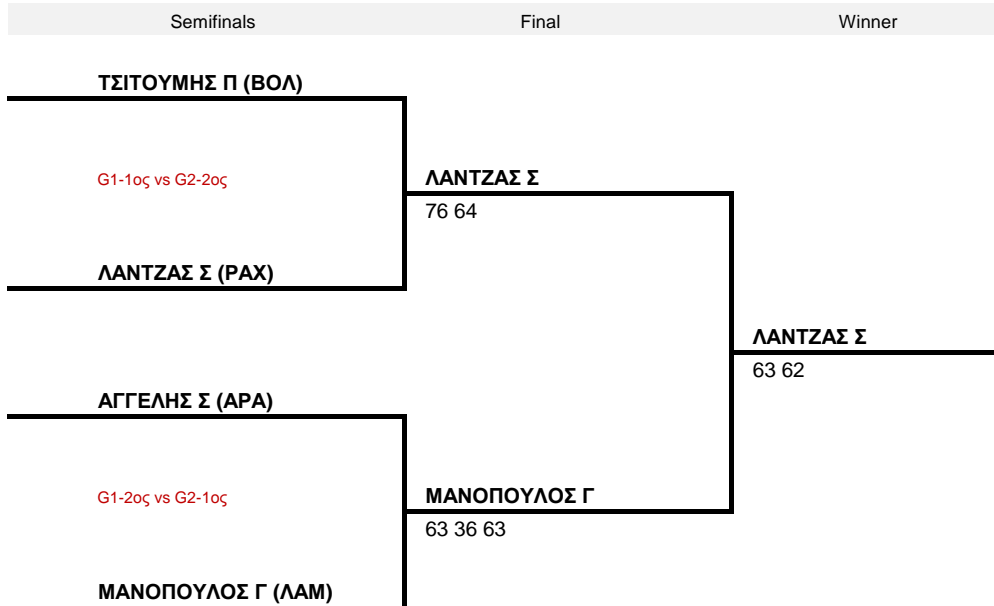 Semifinals Final Winner
ΤΣΙΤΟΥΜΗΣ Π (ΒΟΛ)
G1-1ος vs G2-2ος
ΛΑΝΤΖΑΣ Σ
76 64
ΛΑΝΤΖΑΣ Σ (ΡΑΧ)
ΛΑΝΤΖΑΣ Σ
63 62
ΑΓΓΕΛΗΣ Σ (ΑΡΑ)
G1-2ος vs G2-1ος
ΜΑΝΟΠΟΥΛΟΣ Γ
63 36 63
ΜΑΝΟΠΟΥΛΟΣ Γ (ΛΑΜ)